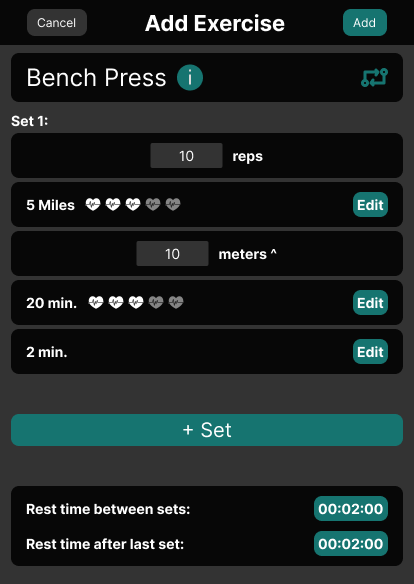 Cancel Add Exercise Add
Bench Press i
Set 1:
10 reps
5 Miles Edit
10 meters ^
20 min. Edit
2 min. Edit
+ Set
Rest time between sets: 00:02:00
Rest time after last set: 00:02:00